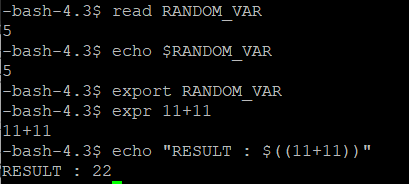 -bash-4.3$ read RANDOM_VAR
5
-bash-4.3$ echo $RANDOM_VAR
5
-bash-4.3$ export RANDOM_VAR
-bash-4.3$ expr 11+11
11+11
-bash-4.3$ echo "RESULT : $((11+11))"
RESULT : 22